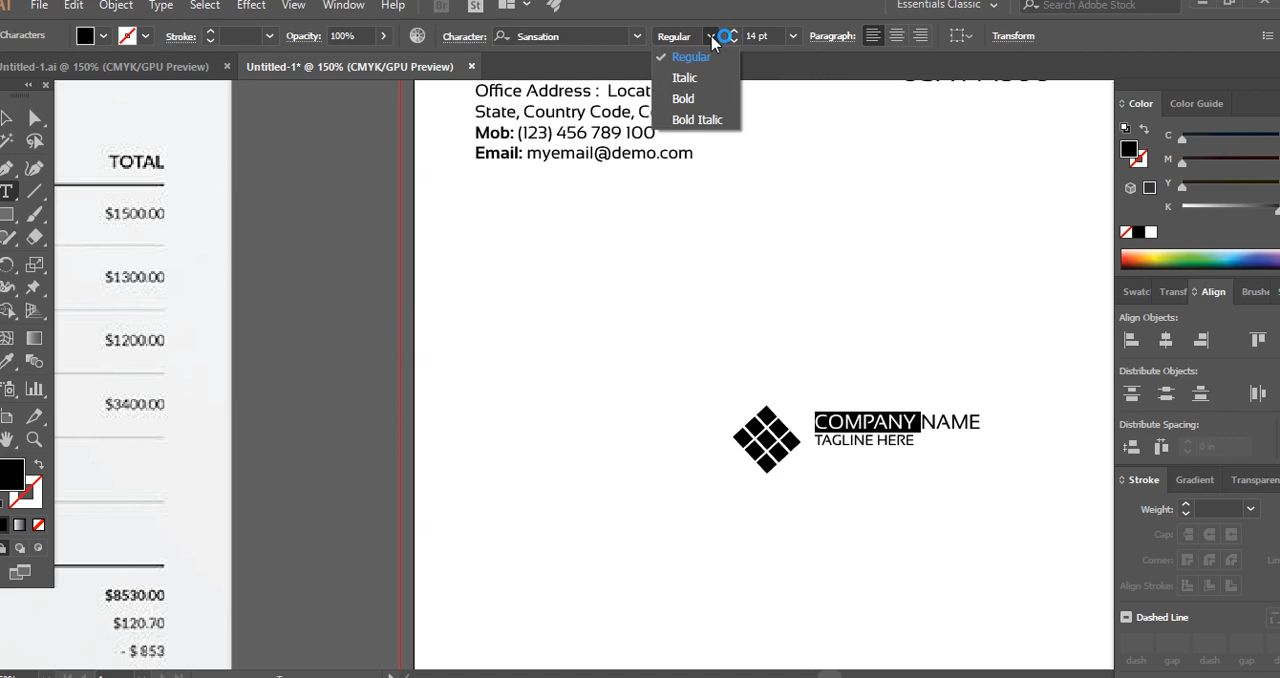 File Edit Object Type Select Effect View Window Help Br St Essentials Classic Search Adobe Stock
Characters Stroke: Opacity: 100% Character: Sansation Regular 14 pt Paragraph: Transform
Untitled-1.ai @ 150% (CMYK/GPU Preview) × Untitled-1* @ 150% (CMYK/GPU Preview) ×
Regular
Italic
Bold
Bold Italic
Office Address : Locat
State, Country Code, C
Mob: (123) 456 789 100
Email: myemail@demo.com
TOTAL
$1500.00
$1300.00
$1200.00
$3400.00
$8530.00
$120.70
- $ 853
COMPANY NAME
TAGLINE HERE
Color Color Guide
C
M
Y
K
Swatc Transf Align Brushe
Align Objects:
Distribute Objects:
Distribute Spacing:
0 in
Stroke Gradient Transparen
Weight:
Cap:
Corner:
Align Stroke:
Dashed Line
dash gap dash gap